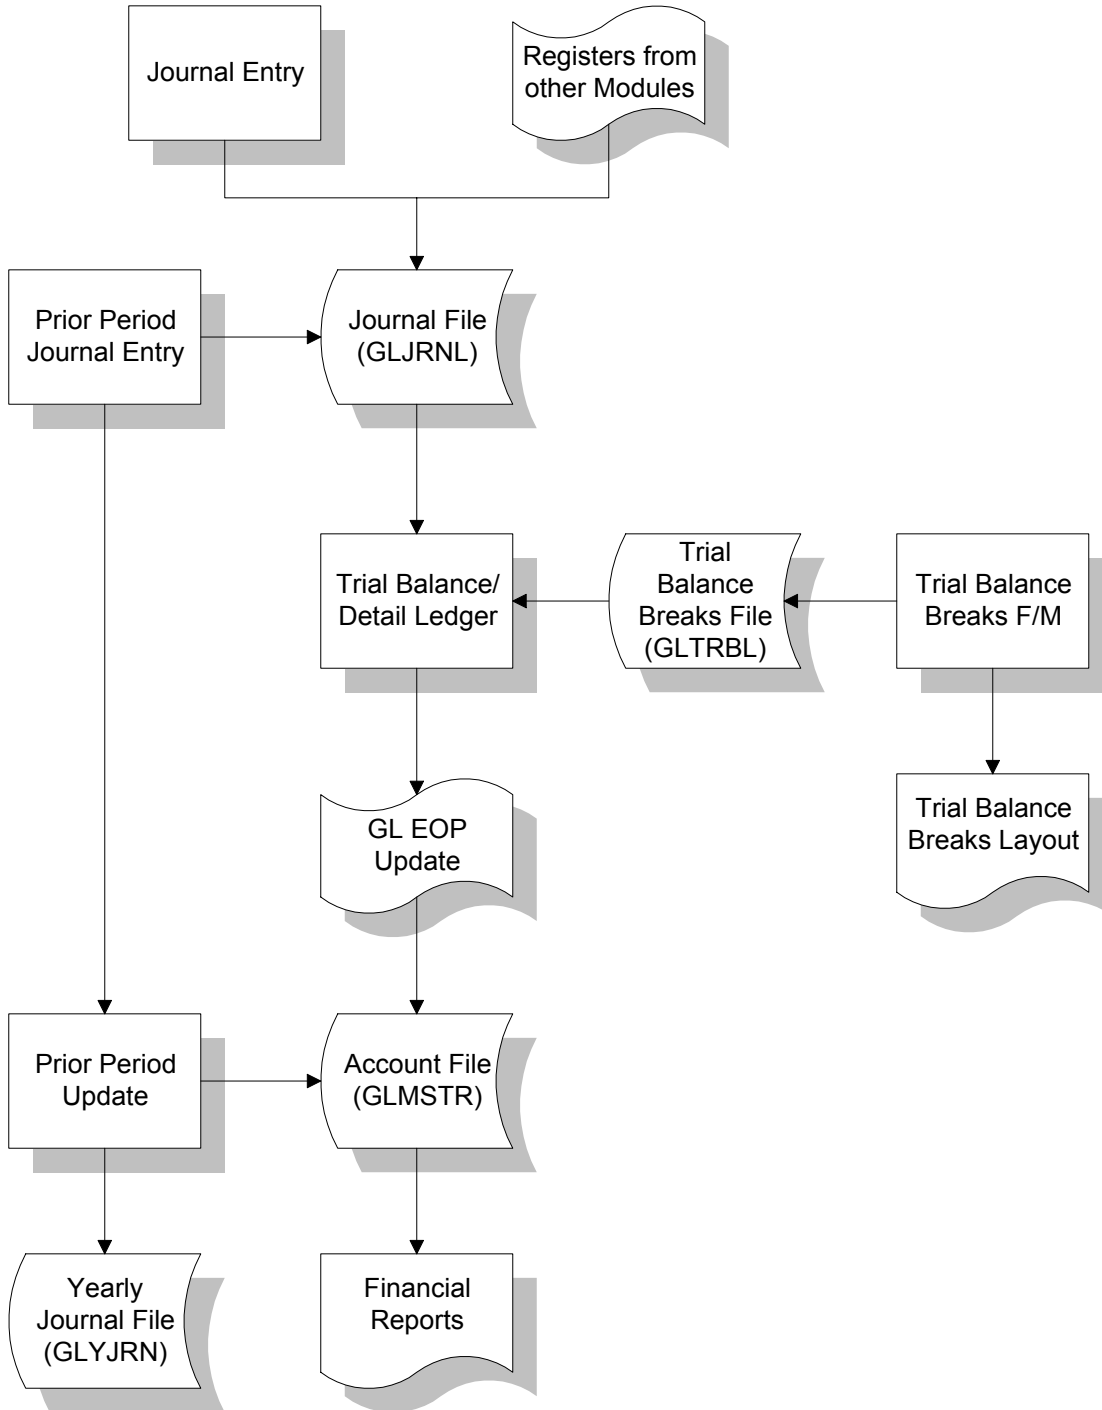 Journal Entry
Registers from
other Modules
Prior Period
Journal Entry
Journal File
(GLJRNL)
Trial Balance/
Detail Ledger
Trial
Balance
Breaks File
(GLTRBL)
Trial Balance
Breaks F/M
GL EOP
Update
Trial Balance
Breaks Layout
Prior Period
Update
Account File
(GLMSTR)
Yearly
Journal File
(GLYJRN)
Financial
Reports